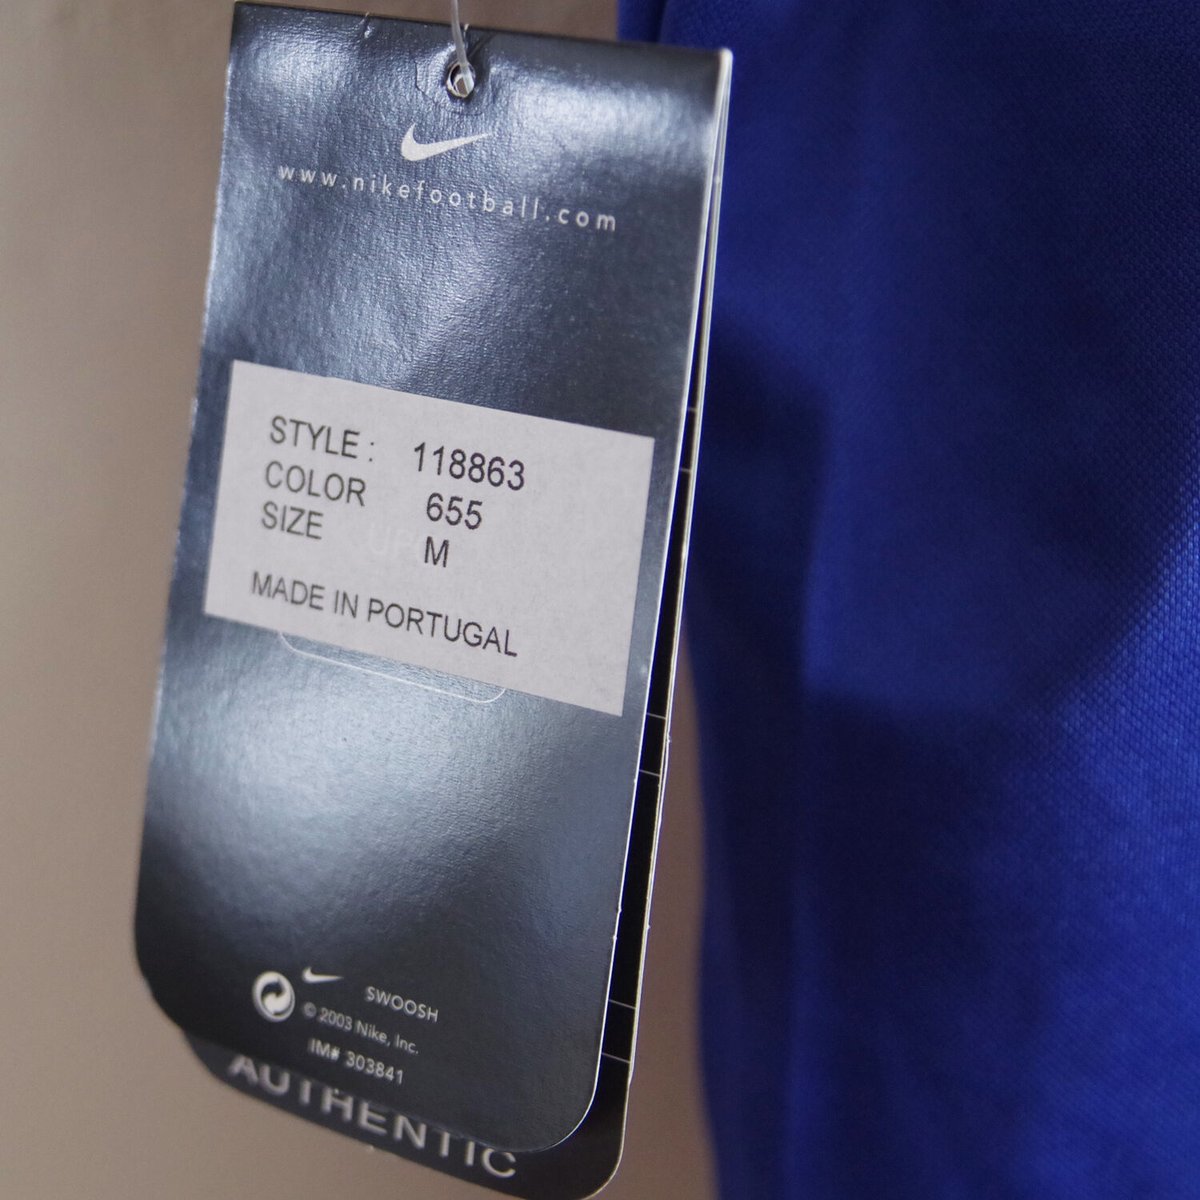 www.nikefootball.com
STYLE : 118863
COLOR 655
SIZE M
MADE IN PORTUGAL
SWOOSH
© 2003 Nike, Inc.
IM# 303841
AUTHENTIC